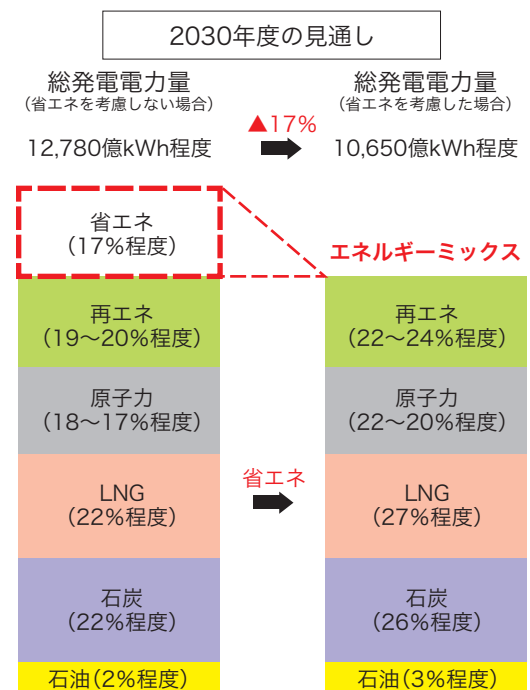 2030年度の見通し
総発電電力量
(省エネを考慮しない場合)
12,780億kWh程度
▲17%
総発電電力量
(省エネを考慮した場合)
10,650億kWh程度
省エネ
(17%程度)
再エネ
(19～20%程度)
原子力
(18～17%程度)
LNG
(22%程度)
石炭
(22%程度)
石油(2%程度)
省エネ
エネルギーミックス
再エネ
(22～24%程度)
原子力
(22～20%程度)
LNG
(27%程度)
石炭
(26%程度)
石油(3%程度)